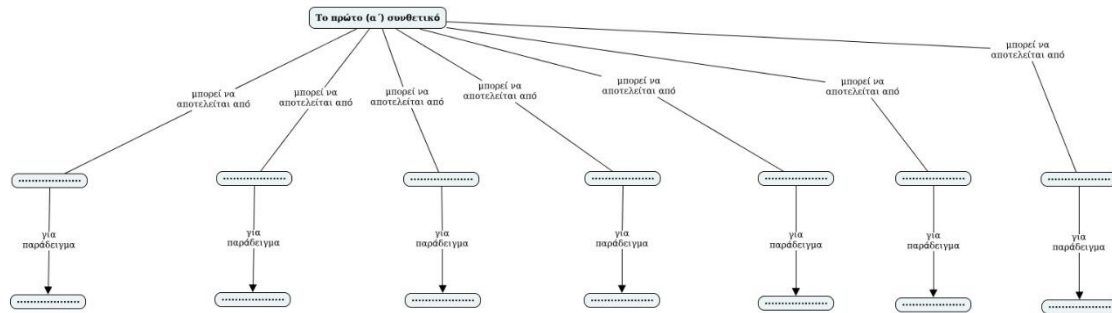 Το πρώτο (α΄) συνθετικό
μπορεί να
αποτελείται από
μπορεί να
αποτελείται από
μπορεί να
αποτελείται από
μπορεί να
αποτελείται από
μπορεί να
αποτελείται από
μπορεί να
αποτελείται από
μπορεί να
αποτελείται από
...................
...................
...................
...................
...................
...................
...................
για
παράδειγμα
για
παράδειγμα
για
παράδειγμα
για
παράδειγμα
για
παράδειγμα
για
παράδειγμα
για
παράδειγμα
...................
...................
...................
...................
...................
...................
...................